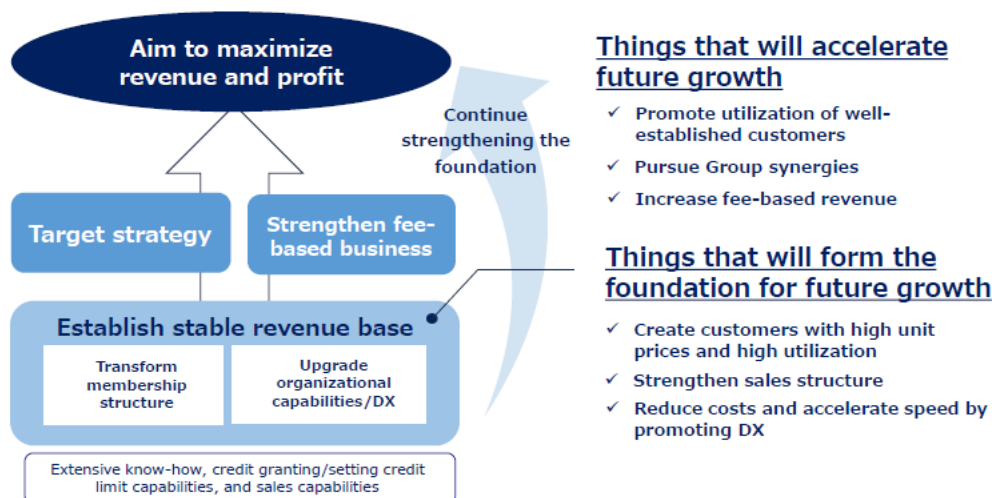 Aim to maximize
revenue and profit
Continue
strengthening the
foundation
Target strategy
Strengthen fee-
based business
Establish stable revenue base
Transform
membership
structure
Upgrade
organizational
capabilities/DX
Extensive know-how, credit granting/setting credit
limit capabilities, and sales capabilities
Things that will accelerate
future growth
✓ Promote utilization of well-
established customers
✓ Pursue Group synergies
✓ Increase fee-based revenue
Things that will form the
foundation for future growth
✓ Create customers with high unit
prices and high utilization
✓ Strengthen sales structure
✓ Reduce costs and accelerate speed by
promoting DX